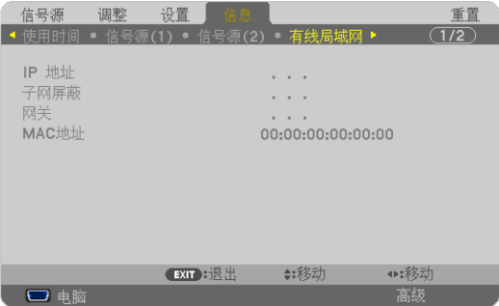 信号源 调整 设置 信息 重置
使用时间 • 信号源(1) • 信号源(2) • 有线局域网 1/2
IP 地址 . . .
子网屏蔽 . . .
网关 . . .
MAC地址 00:00:00:00:00:00
EXIT :退出 :移动 :移动
电脑 高级